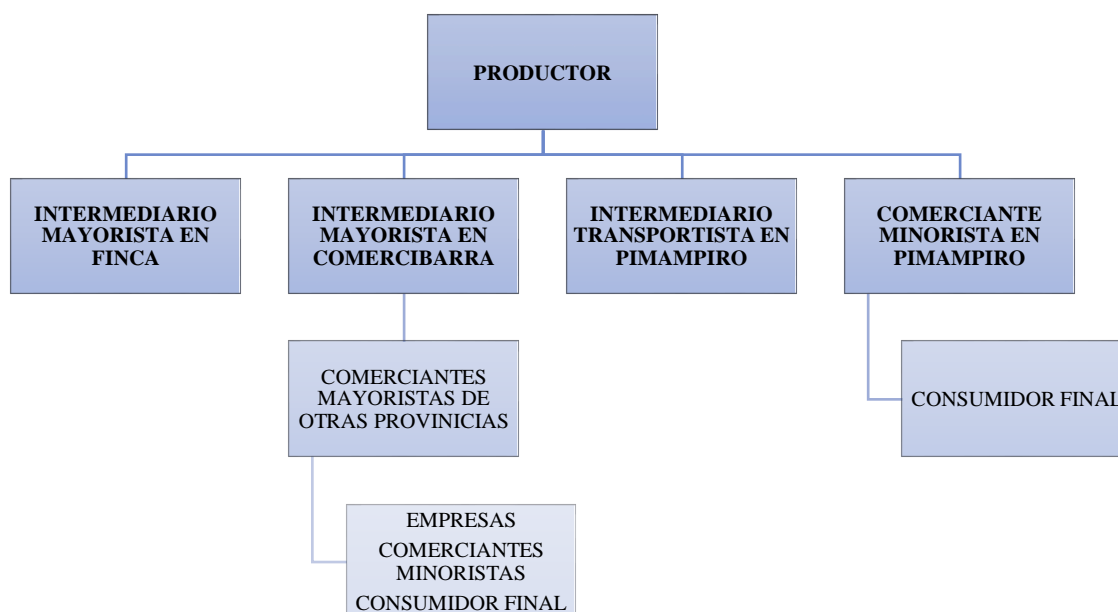 PRODUCTOR
INTERMEDIARIO
MAYORISTA EN
FINCA
INTERMEDIARIO
MAYORISTA EN
COMERCIBARRA
INTERMEDIARIO
TRANSPORTISTA EN
PIMAMPIRO
COMERCIANTE
MINORISTA EN
PIMAMPIRO
COMERCIANTES
MAYORISTAS DE
OTRAS PROVINICIAS
CONSUMIDOR FINAL
EMPRESAS
COMERCIANTES
MINORISTAS
CONSUMIDOR FINAL